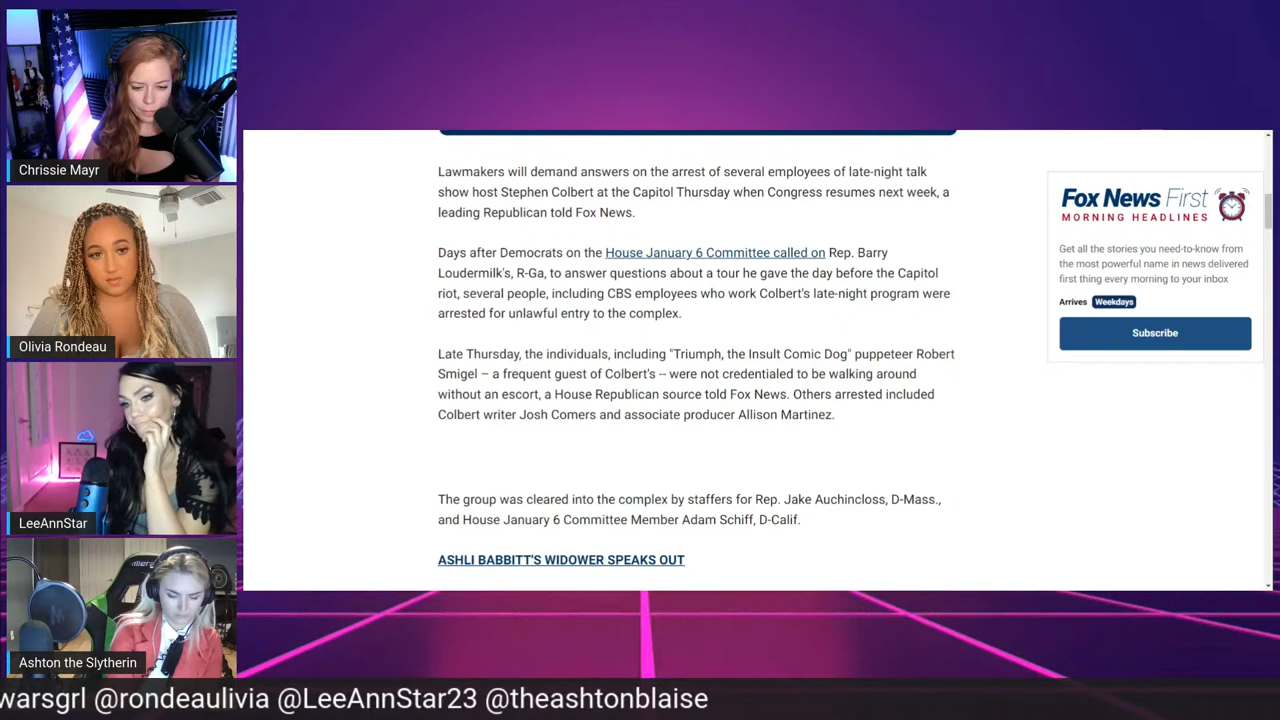 Chrissie Mayr
Olivia Rondeau
LeeAnnStar
Ashton the Slytherin
Lawmakers will demand answers on the arrest of several employees of late-night talk
show host Stephen Colbert at the Capitol Thursday when Congress resumes next week, a
leading Republican told Fox News.
Days after Democrats on the House January 6 Committee called on Rep. Barry
Loudermilk's, R-Ga, to answer questions about a tour he gave the day before the Capitol
riot, several people, including CBS employees who work Colbert's late-night program were
arrested for unlawful entry to the complex.
Late Thursday, the individuals, including "Triumph, the Insult Comic Dog" puppeteer Robert
Smigel – a frequent guest of Colbert's -- were not credentialed to be walking around
without an escort, a House Republican source told Fox News. Others arrested included
Colbert writer Josh Comers and associate producer Allison Martinez.
The group was cleared into the complex by staffers for Rep. Jake Auchincloss, D-Mass.,
and House January 6 Committee Member Adam Schiff, D-Calif.
ASHLI BABBITT'S WIDOWER SPEAKS OUT
Fox News First
MORNING HEADLINES
Get all the stories you need-to-know from
the most powerful name in news delivered
first thing every morning to your inbox
Arrives Weekdays
Subscribe
warsgrl @rondeaulivia @LeeAnnStar23 @theashtonblaise